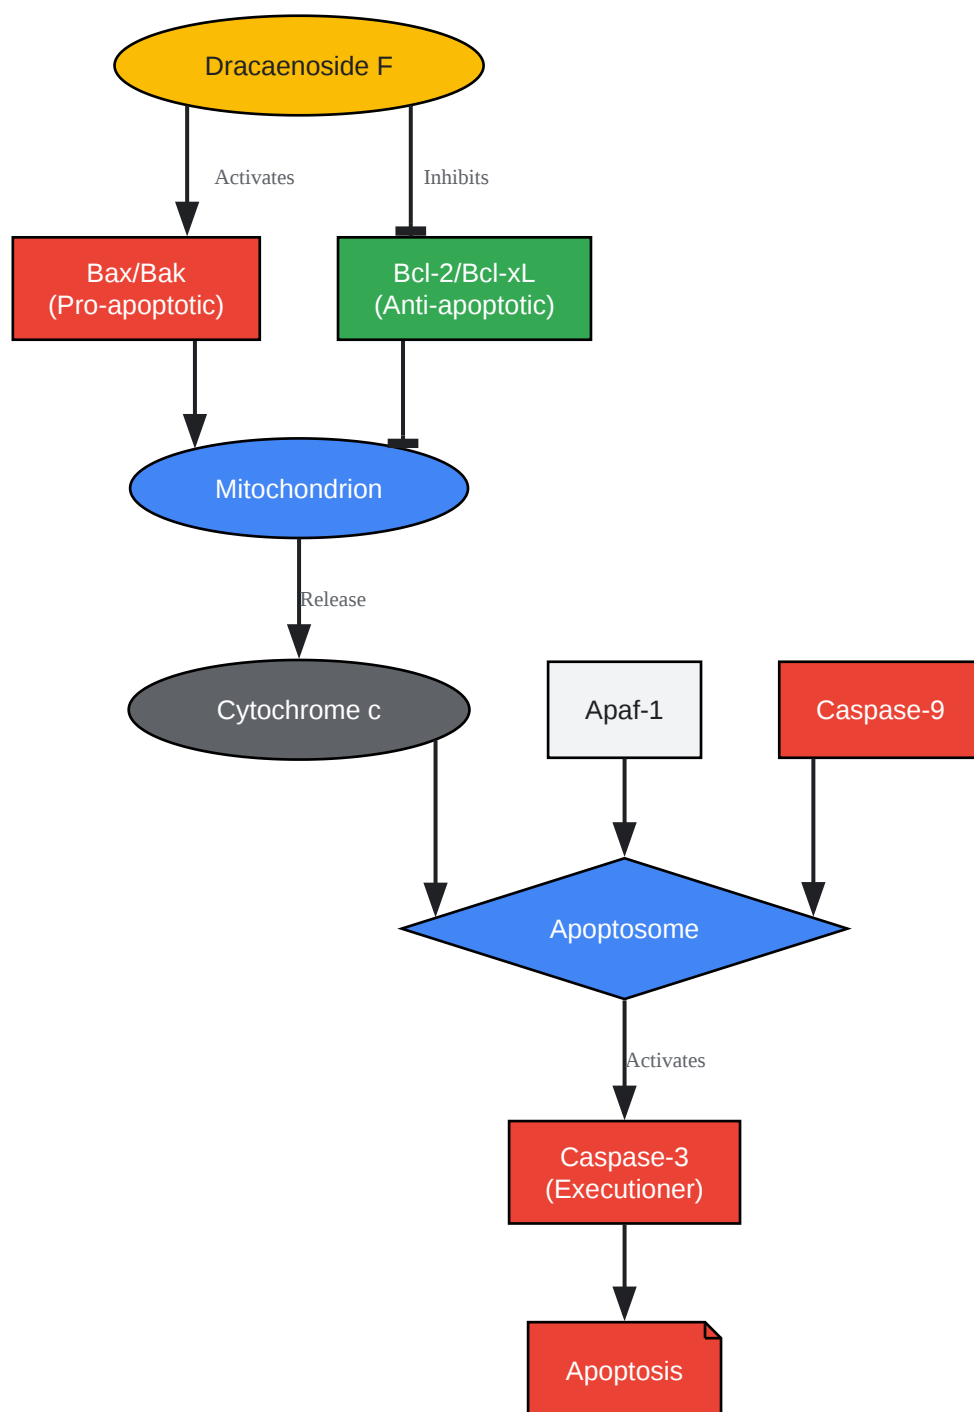 Dracaenoside F
Activates
Inhibits
Bax/Bak
(Pro-apoptotic)
Bcl-2/Bcl-xL
(Anti-apoptotic)
Mitochondrion
Release
Cytochrome c
Apaf-1
Caspase-9
Apoptosome
Activates
Caspase-3
(Executioner)
Apoptosis